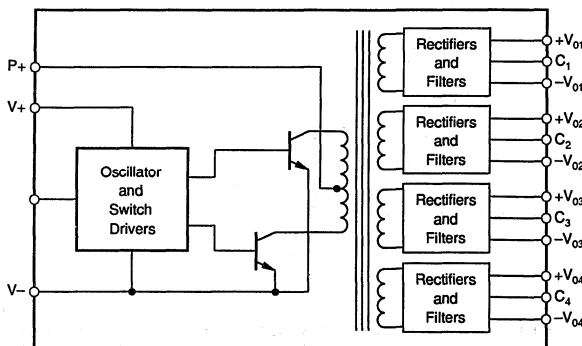 P+
V+
V−
Oscillator
and
Switch
Drivers
Rectifiers
and
Filters
+V01
C1
−V01
Rectifiers
and
Filters
+V02
C2
−V02
Rectifiers
and
Filters
+V03
C3
−V03
Rectifiers
and
Filters
+V04
C4
−V04